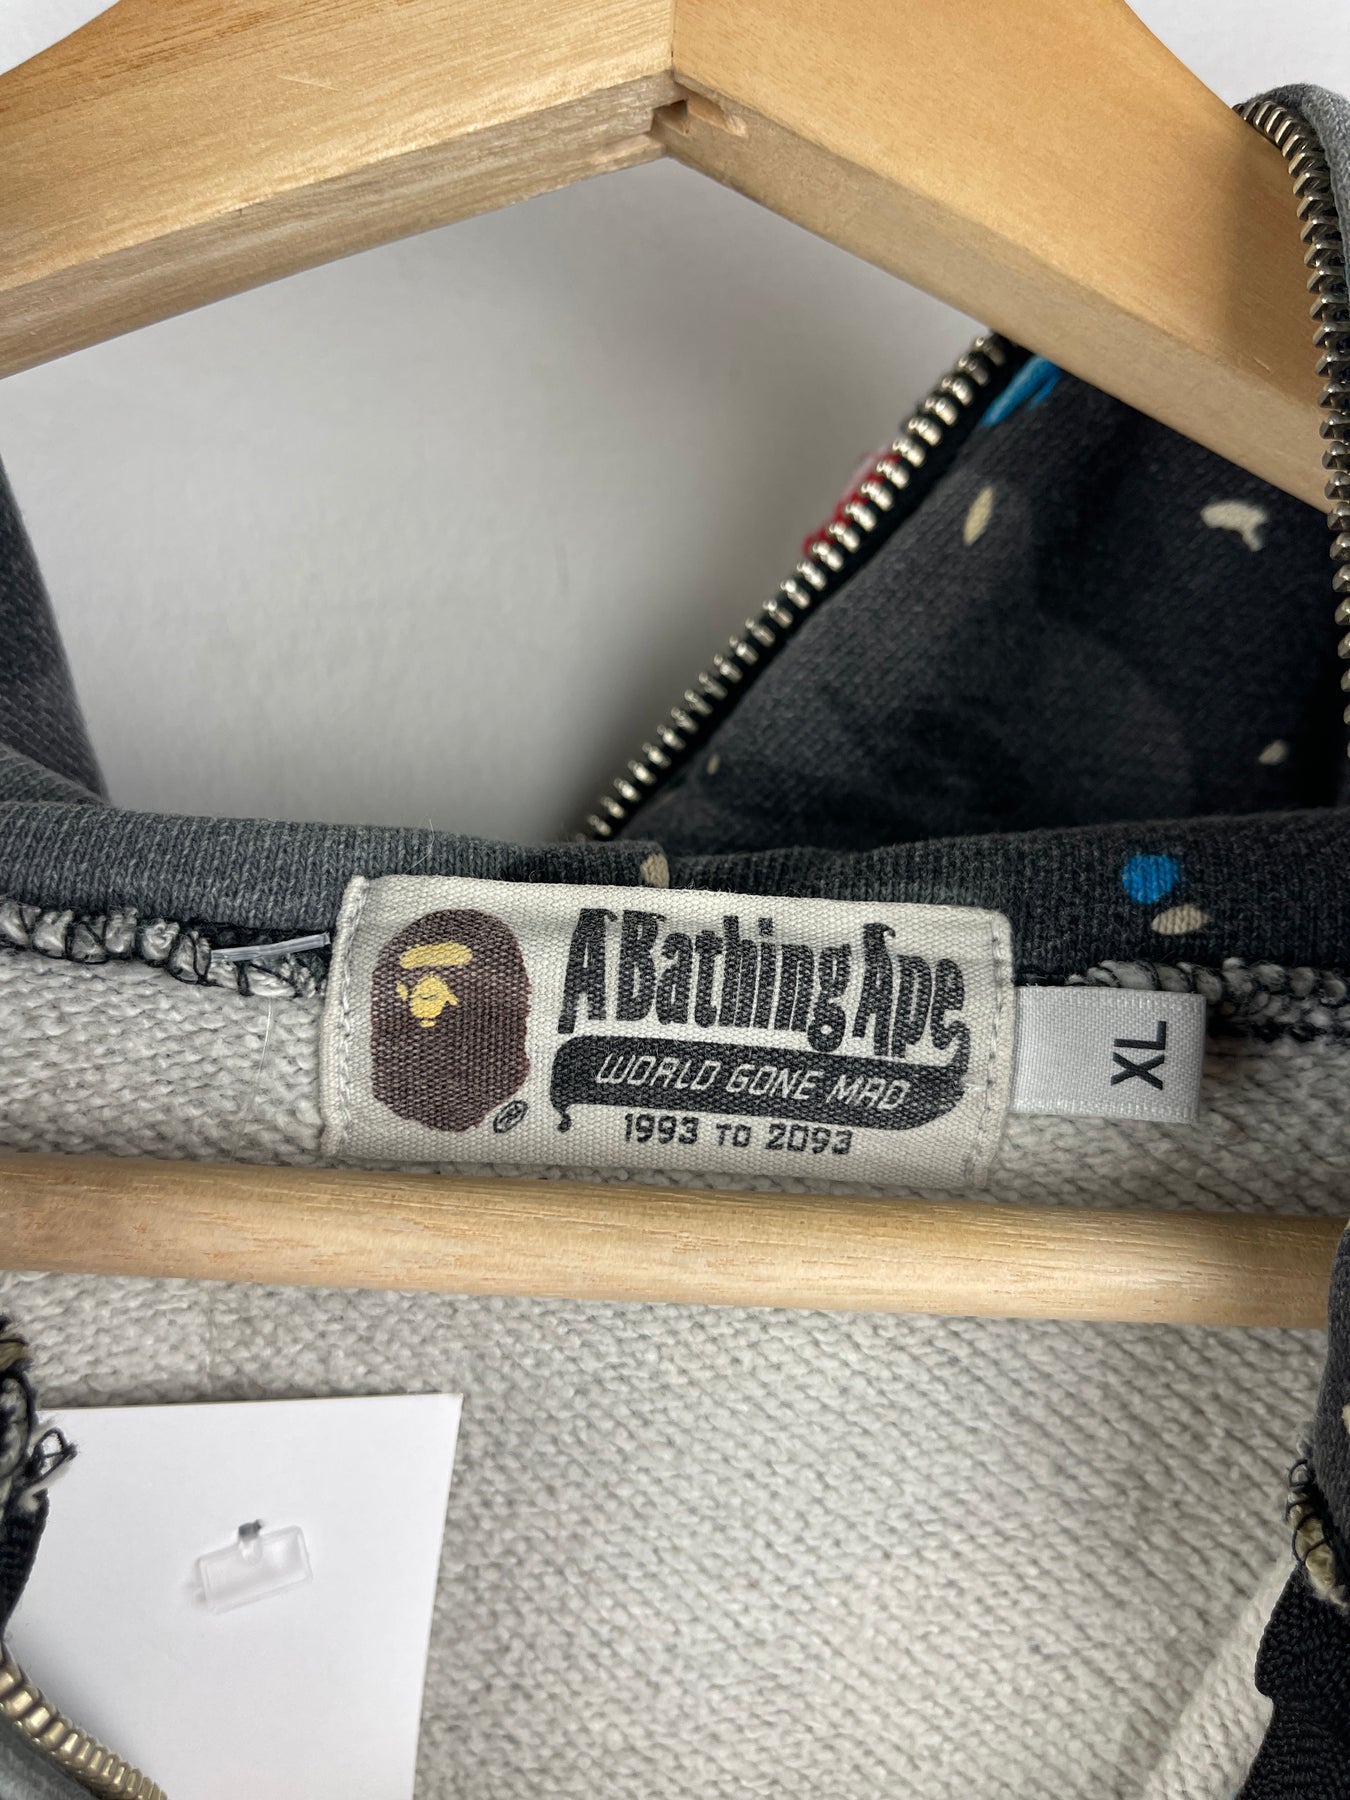 A Bathing Ape
WORLD GONE MAD
1993 TO 2093
®
XL